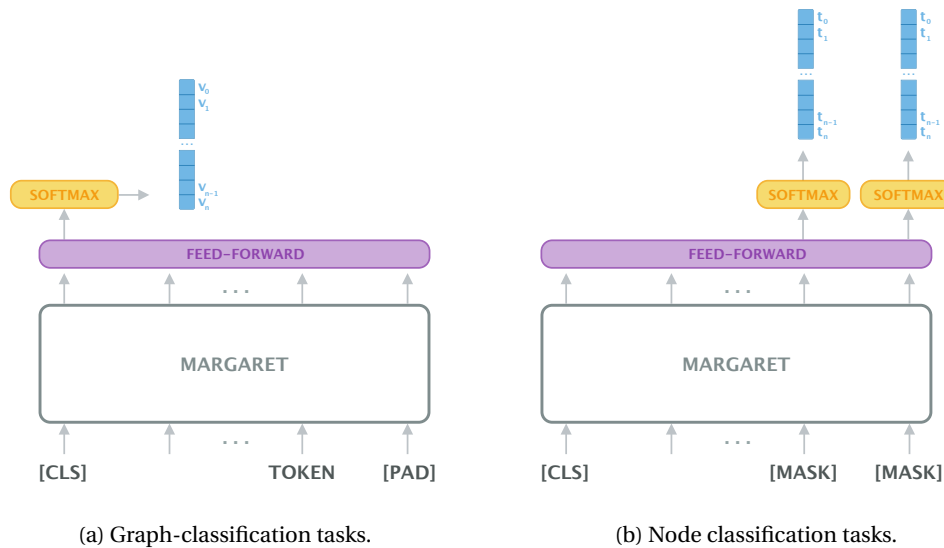 t₀ t₀
t₁ t₁
... ...
v₀
v₁
...
tₙ₋₁ tₙ₋₁
tₙ tₙ
vₙ₋₁
vₙ
SOFTMAX SOFTMAX SOFTMAX
FEED-FORWARD FEED-FORWARD
... ...
MARGARET MARGARET
... ...
[CLS] TOKEN [PAD] [CLS] [MASK] [MASK]
(a) Graph-classification tasks. (b) Node classification tasks.